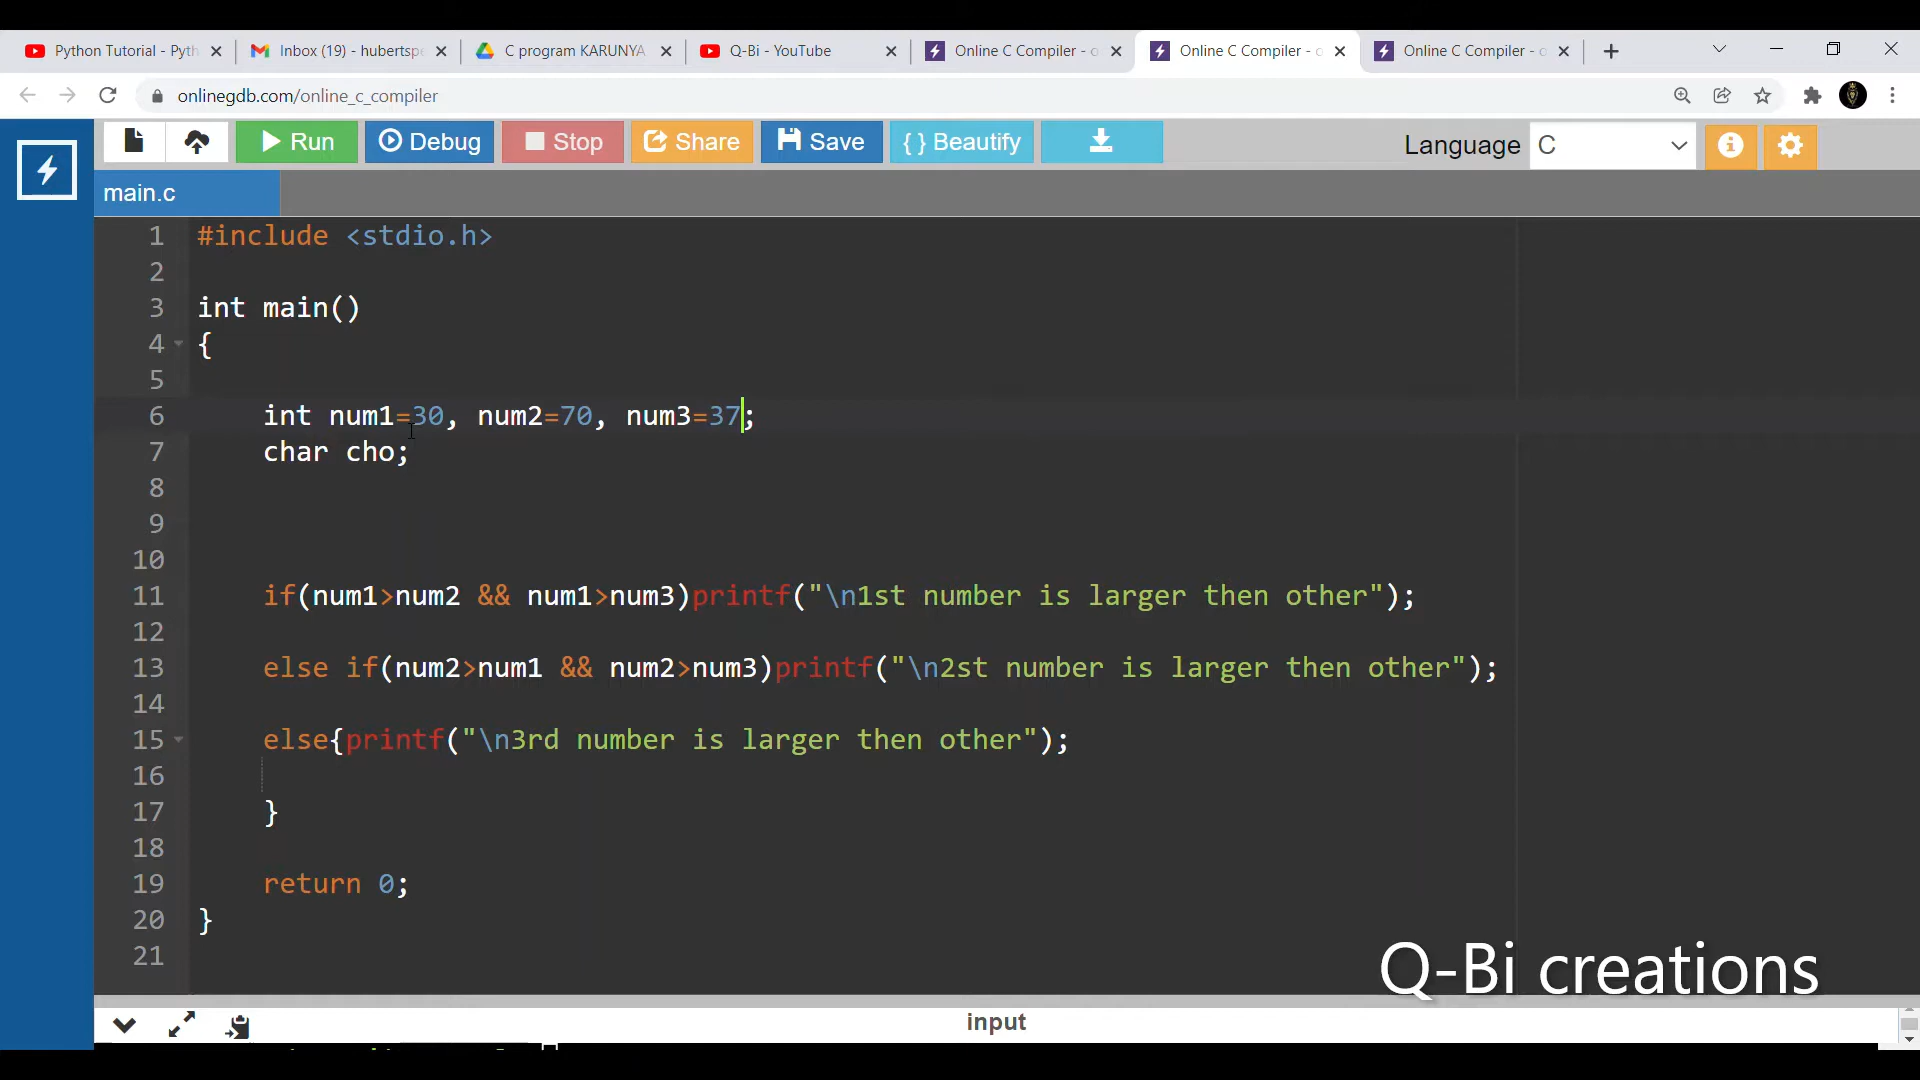 Python Tutorial - Pyth
Inbox (19) - hubertspe
C program KARUNYA
Q-Bi - YouTube
Online C Compiler - o
Online C Compiler - o
Online C Compiler - o
onlinegdb.com/online_c_compiler
Run
Debug
Stop
Share
Save
{ } Beautify
Language
C
main.c
1 #include <stdio.h>
2
3 int main()
4 {
5
6 int num1=30, num2=70, num3=37;
7 char cho;
8
9
10
11 if(num1>num2 && num1>num3)printf("\n1st number is larger then other");
12
13 else if(num2>num1 && num2>num3)printf("\n2st number is larger then other");
14
15 else{printf("\n3rd number is larger then other");
16
17 }
18
19 return 0;
20 }
21
Q-Bi creations
input